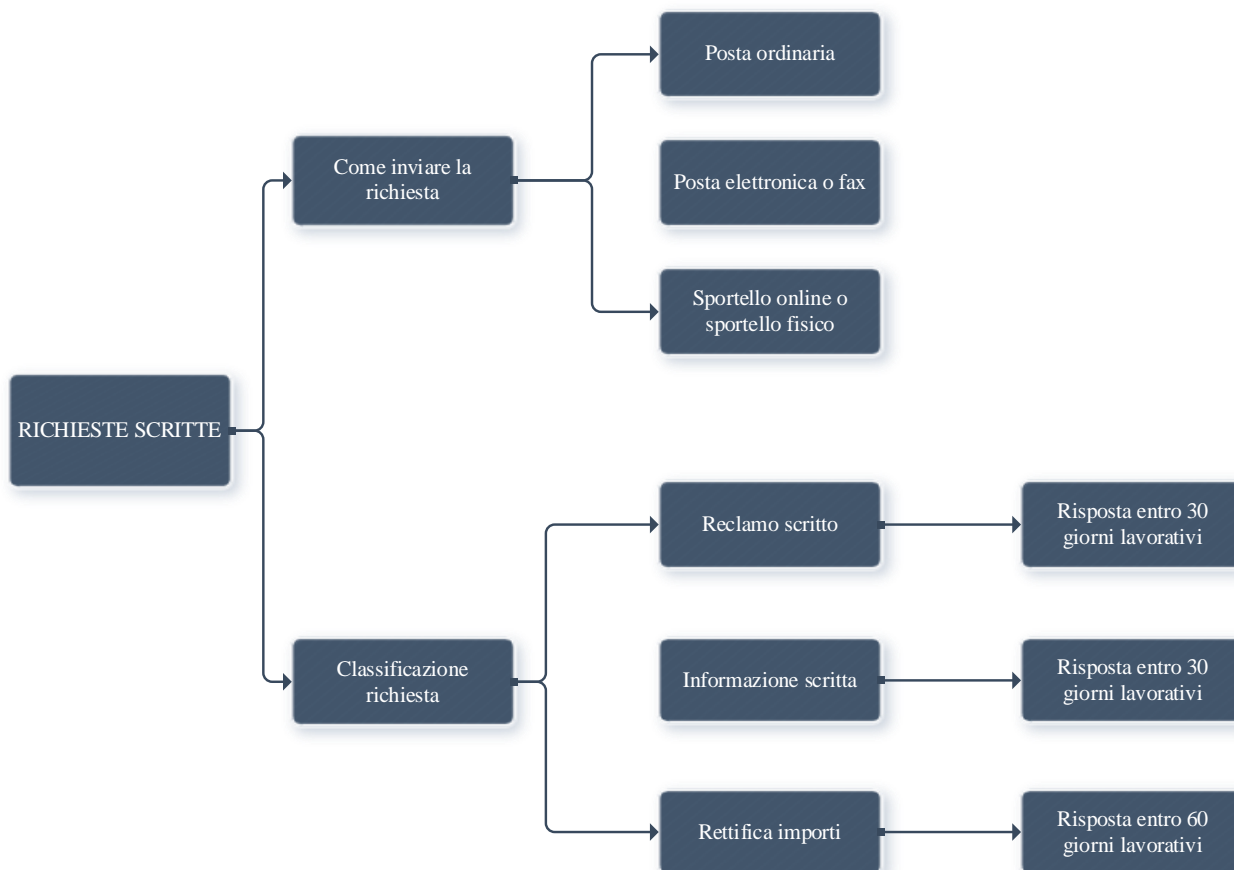 Posta ordinaria
Come inviare la
richiesta
Posta elettronica o fax
Sportello online o
sportello fisico
RICHIESTE SCRITTE
Reclamo scritto
Risposta entro 30
giorni lavorativi
Classificazione
richiesta
Informazione scritta
Risposta entro 30
giorni lavorativi
Rettifica importi
Risposta entro 60
giorni lavorativi